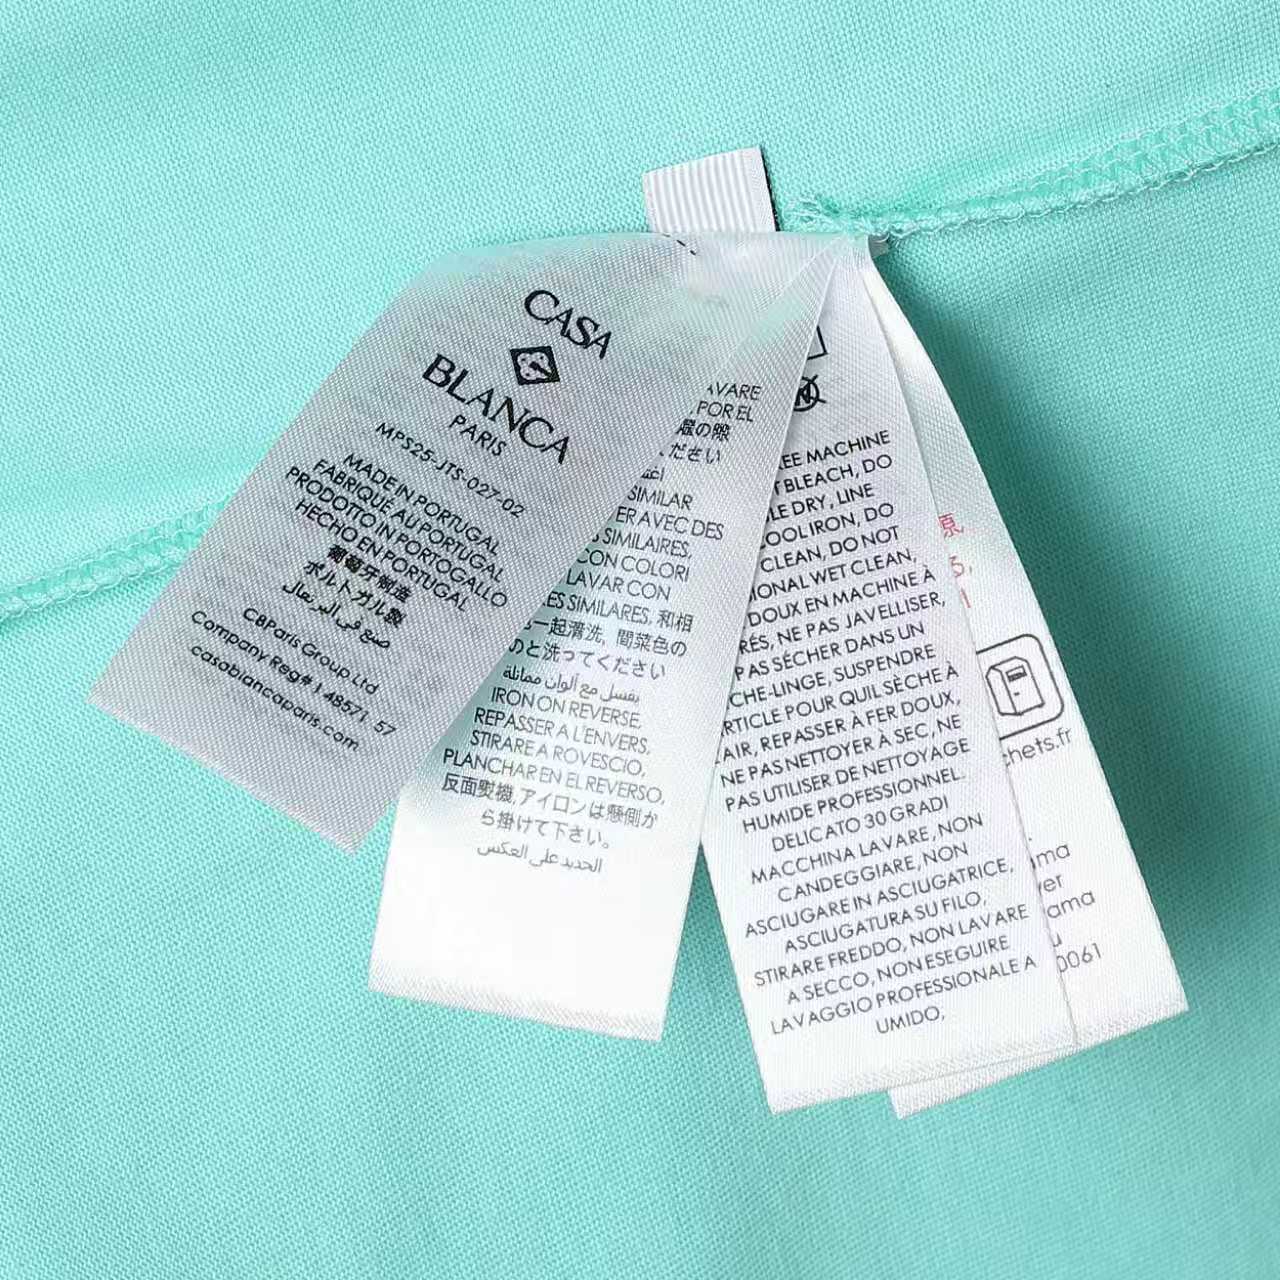 CASA
BLANCA
PARIS
MPS25-JTS-027-02
MADE IN PORTUGAL
FABRIQUE AU PORTUGAL
PRODOTTO IN PORTOGALLO
HECHO EN PORTUGAL
葡萄牙制造
ポルトガル製
صنع في البرتغال
CBParis Group Ltd
Company Reg# 148571 57
casablancaparis.com
AVARE
, POR EL
の際
ださい
SIMILAR
ER AVEC DES
S SIMILAIRES,
CON COLORI
LAVAR CON
ES SIMILARES, 和相
一起清洗, 間菜色の
のと洗ってください
يغسل مع ألوان مماثلة
IRON ON REVERSE,
REPASSER A L'ENVERS,
STIRARE A ROVESCIO,
PLANCHAR EN EL REVERSO,
反面熨機,アイロンは懸側か
ら掛けて下さい。
الحديد على العكس
EE MACHINE
T BLEACH, DO
LE DRY, LINE
COOL IRON, DO
CLEAN, DO NOT
IONAL WET CLEAN,
DOUX EN MACHINE À
RÉS, NE PAS JAVELLISER,
PAS SÉCHER DANS UN
CHE-LINGE, SUSPENDRE
RTICLE POUR QUIL SÈCHE À
AIR, REPASSER À FER DOUX,
NE PAS NETTOYER À SEC, NE
PAS UTILISER DE NETTOYAGE
HUMIDE PROFESSIONNEL.
DELICATO 30 GRADI
MACCHINA LAVARE, NON
CANDEGGIARE, NON
ASCIUGARE IN ASCIUGATRICE,
ASCIUGATURA SU FILO,
STIRARE FREDDO, NON LAVARE
A SECCO, NON ESEGUIRE
LAVAGGIO PROFESSIONALE A
UMIDO,
chets.fr
ama
ver
ama
u
0061